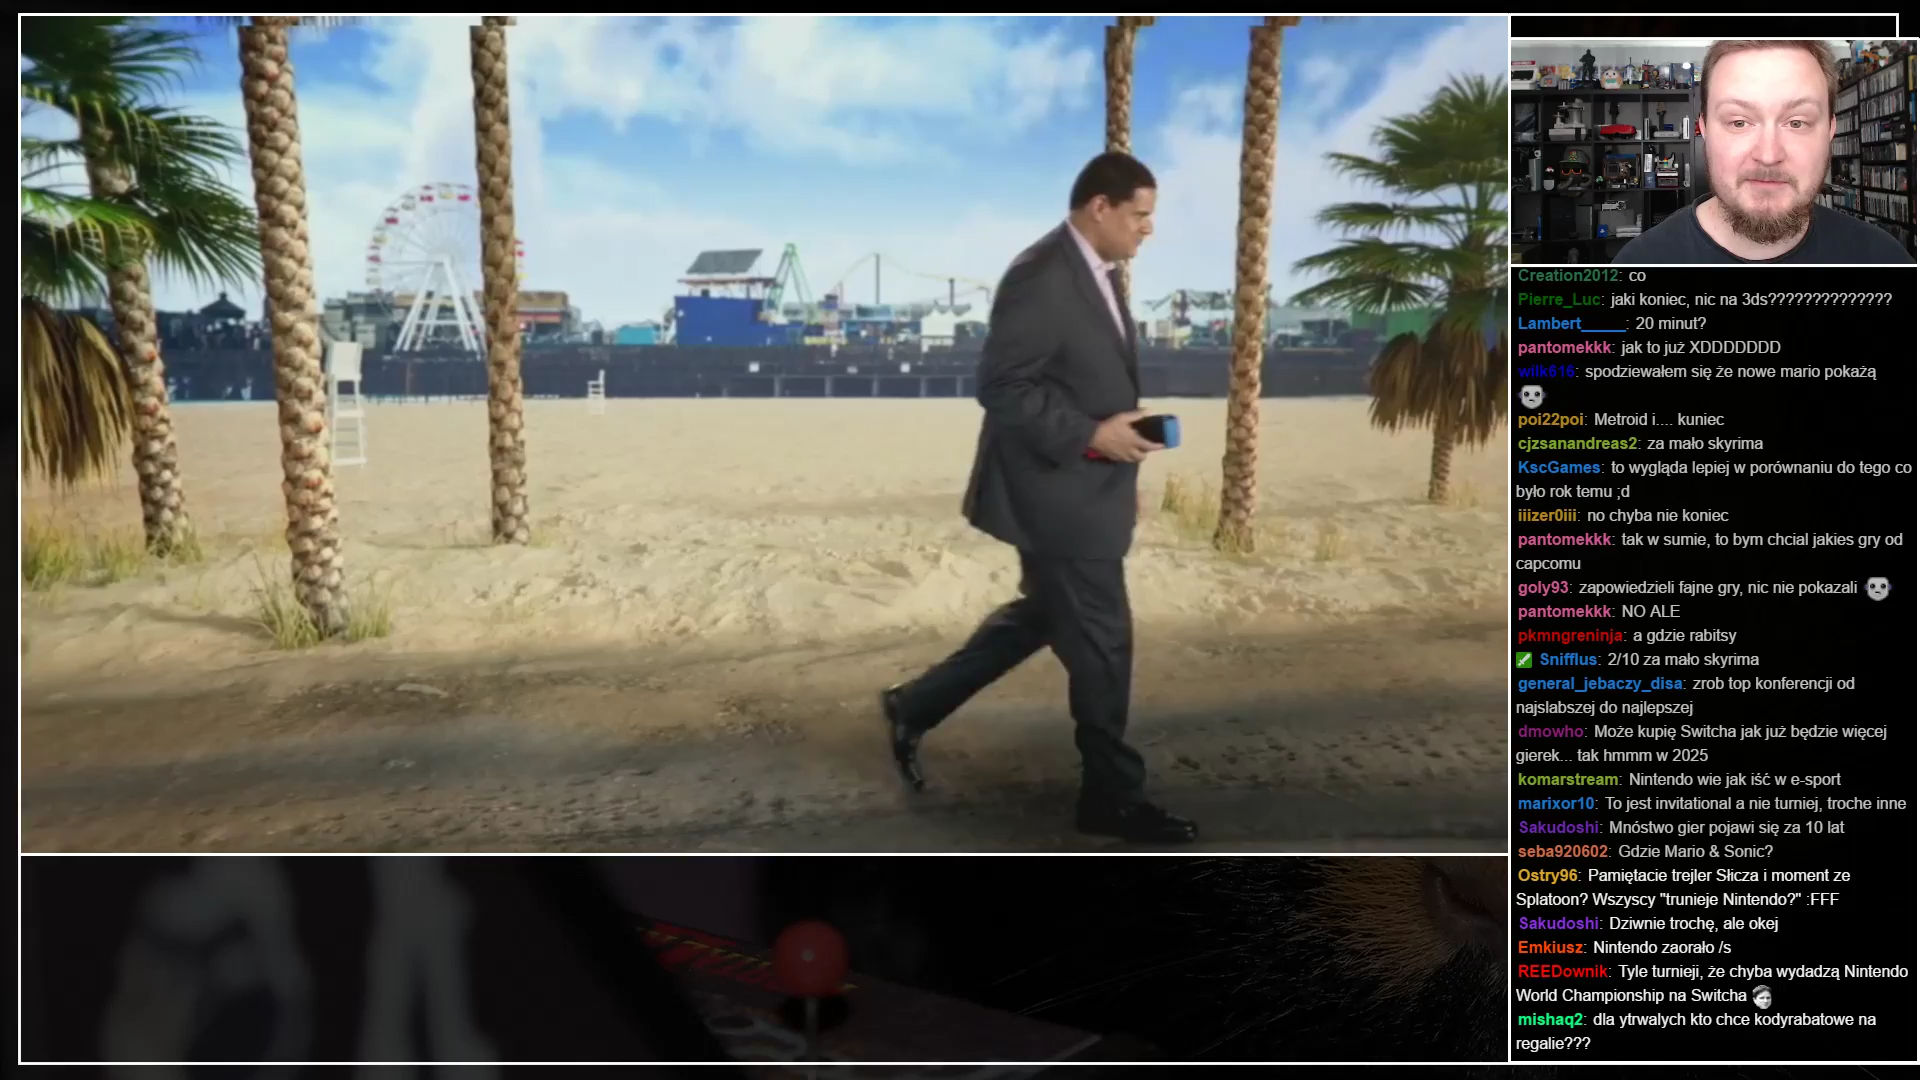 Creation2012: co
Pierre_Luc: jaki koniec, nic na 3ds??????????????
Lambert_____: 20 minut?
pantomekkk: jak to już XDDDDDDD
wilk616: spodziewałem się że nowe mario pokażą
poi22poi: Metroid i.... kuniec
cjzsanandreas2: za mało skyrima
KscGames: to wygląda lepiej w porównaniu do tego co
było rok temu ;d
iiizer0iii: no chyba nie koniec
pantomekkk: tak w sumie, to bym chcial jakies gry od
capcomu
goly93: zapowiedzieli fajne gry, nic nie pokazali
pantomekkk: NO ALE
pkmngreninja: a gdzie rabitsy
Snifflus: 2/10 za mało skyrima
general_jebaczy_disa: zrob top konferencji od
najslabszej do najlepszej
dmowho: Może kupię Switcha jak już będzie więcej
gierek... tak hmmm w 2025
komarstream: Nintendo wie jak iść w e-sport
marixor10: To jest invitational a nie turniej, troche inne
Sakudoshi: Mnóstwo gier pojawi się za 10 lat
seba920602: Gdzie Mario & Sonic?
Ostry96: Pamiętacie trejler Słicza i moment ze
Splatoon? Wszyscy "trunieje Nintendo?" :FFF
Sakudoshi: Dziwnie trochę, ale okej
Emkiusz: Nintendo zaorało /s
REEDownik: Tyle turnieji, że chyba wydadzą Nintendo
World Championship na Switcha
mishaq2: dla ytrwalych kto chce kodyrabatowe na
regalie???